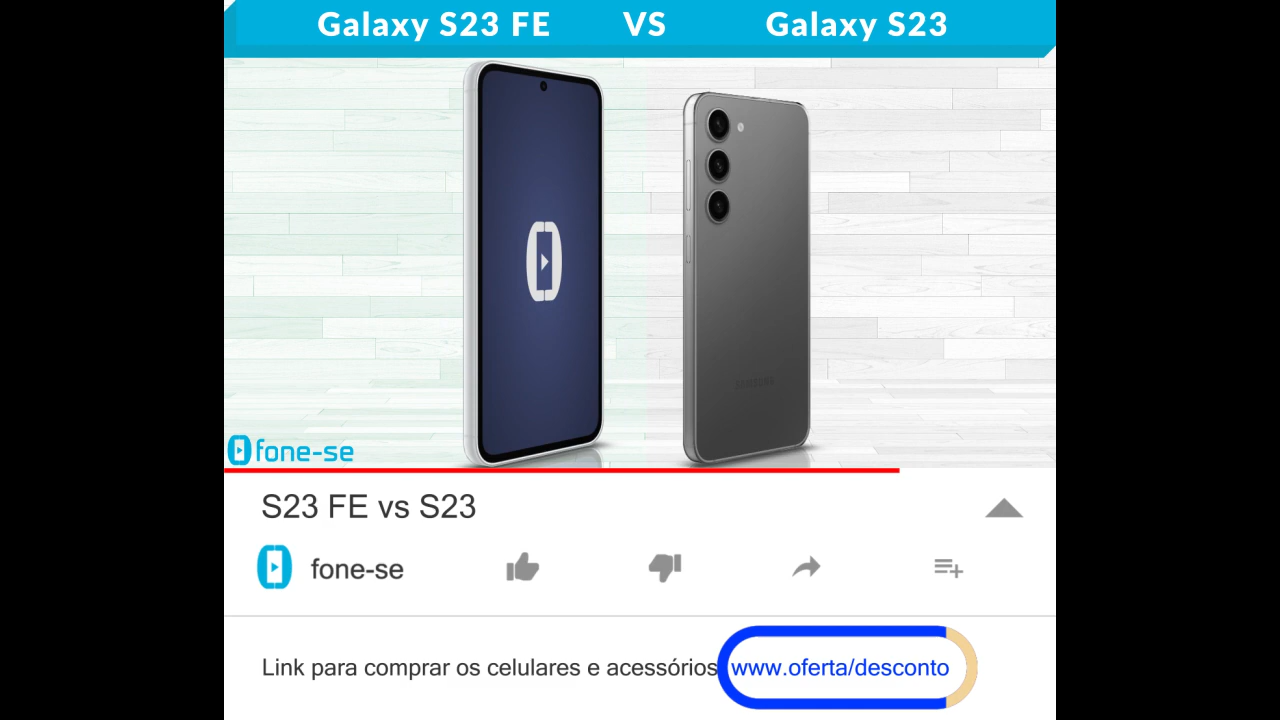 Galaxy S23 FE VS Galaxy S23
SAMSUNG
fone-se
S23 FE vs S23
fone-se
Link para comprar os celulares e acessórios www.oferta/desconto